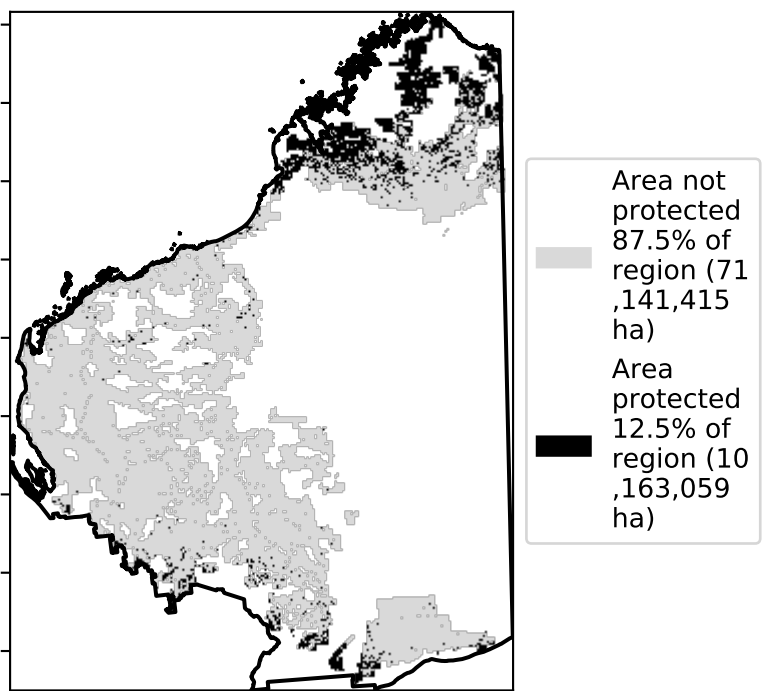 Area not
protected
87.5% of
region (71
,141,415
ha)
Area
protected
12.5% of
region (10
,163,059
ha)